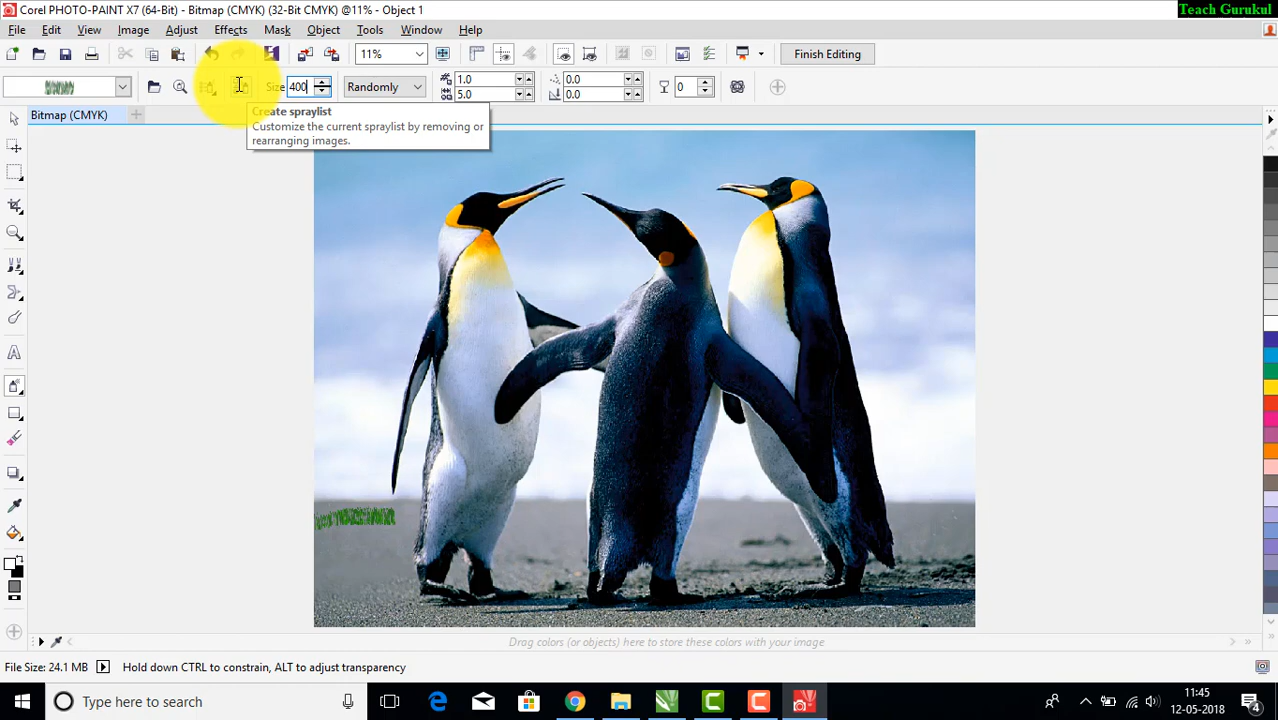 Corel PHOTO-PAINT X7 (64-Bit) - Bitmap (CMYK) (32-Bit CMYK) @11% - Object 1
Teach Gurukul
File Edit View Image Adjust Effects Mask Object Tools Window Help
11%
Finish Editing
Size 400
Randomly
1.0
5.0
0.0
0.0
0
Create spraylist
Customize the current spraylist by removing or
rearranging images.
Bitmap (CMYK)
Drag colors (or objects) here to store these colors with your image
File Size: 24.1 MB
Hold down CTRL to constrain, ALT to adjust transparency
Type here to search
11:45
12-05-2018
4